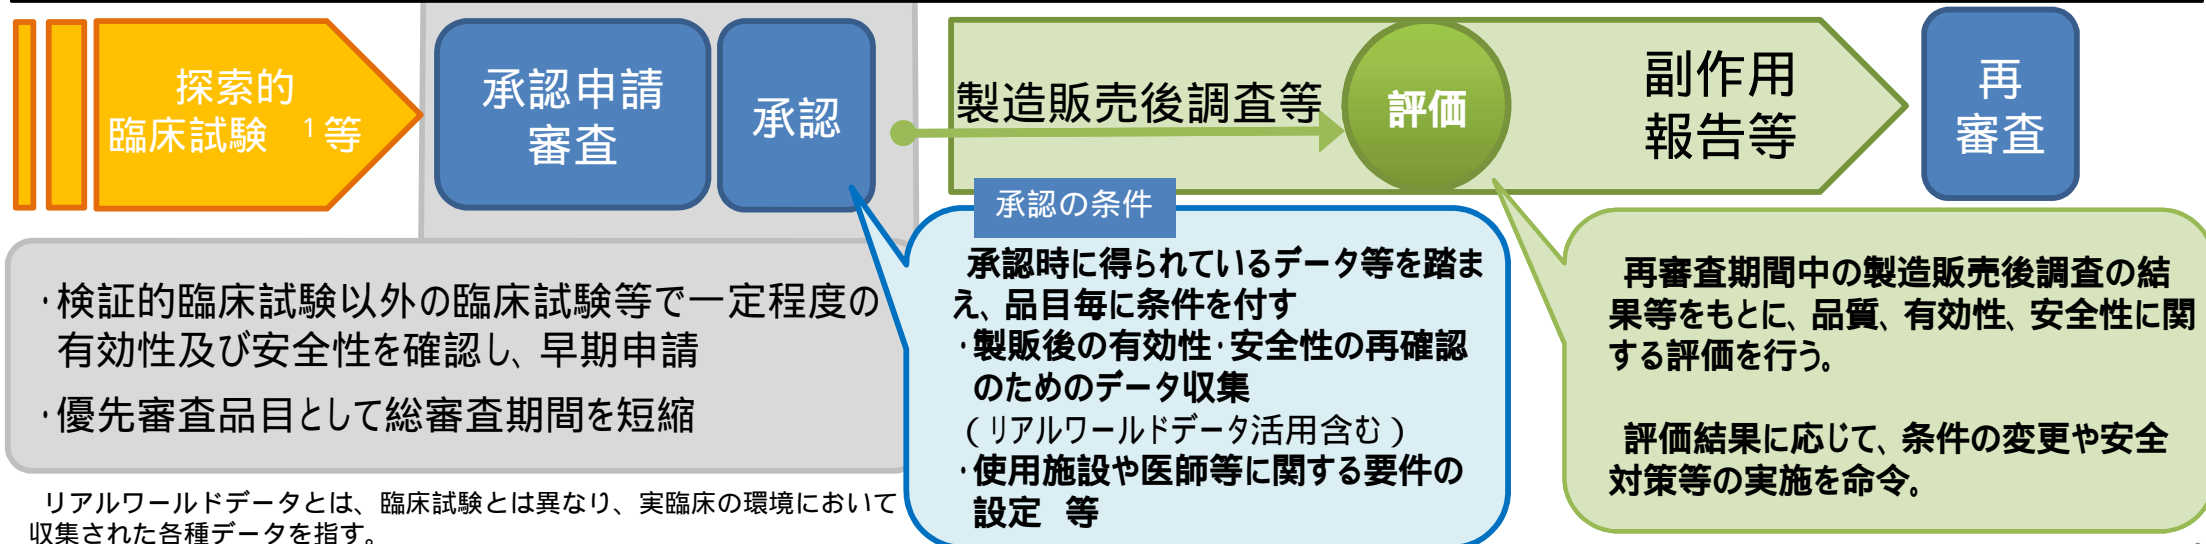 探索的
臨床試験 1等
承認申請
審査
承認
製造販売後調査等
評価
副作用
報告等
再
審査
・検証的臨床試験以外の臨床試験等で一定程度の
有効性及び安全性を確認し、早期申請
・優先審査品目として総審査期間を短縮
リアルワールドデータとは、臨床試験とは異なり、実臨床の環境において
収集された各種データを指す。
承認の条件
承認時に得られているデータ等を踏ま
え、品目毎に条件を付す
・製販後の有効性・安全性の再確認
のためのデータ収集
(リアルワールドデータ活用含む)
・使用施設や医師等に関する要件の
設定 等
再審査期間中の製造販売後調査の結
果等をもとに、品質、有効性、安全性に関
する評価を行う。
評価結果に応じて、条件の変更や安全
対策等の実施を命令。